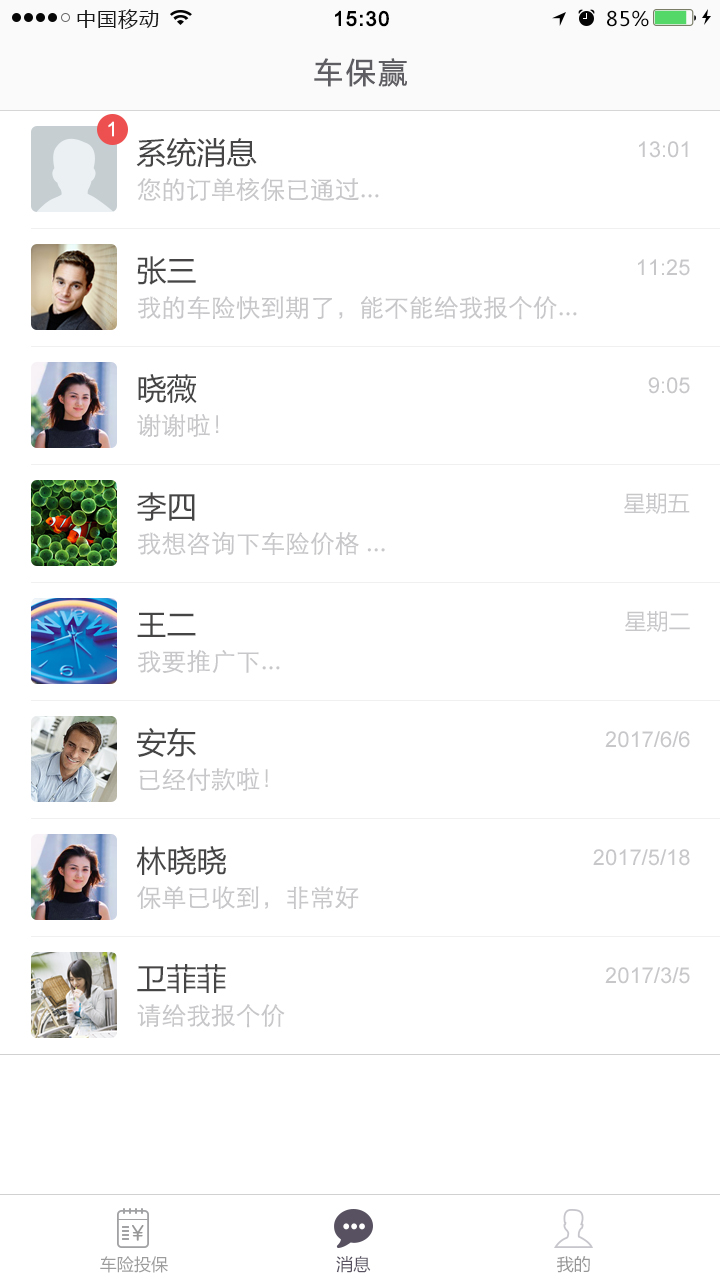 中国移动 15:30 85%
车保赢
1
系统消息 13:01
您的订单核保已通过...
张三 11:25
我的车险快到期了，能不能给我报个价...
晓薇 9:05
谢谢啦！
李四 星期五
我想咨询下车险价格 ...
王二 星期二
我要推广下...
安东 2017/6/6
已经付款啦！
林晓晓 2017/5/18
保单已收到，非常好
卫菲菲 2017/3/5
请给我报个价
车险投保 消息 我的